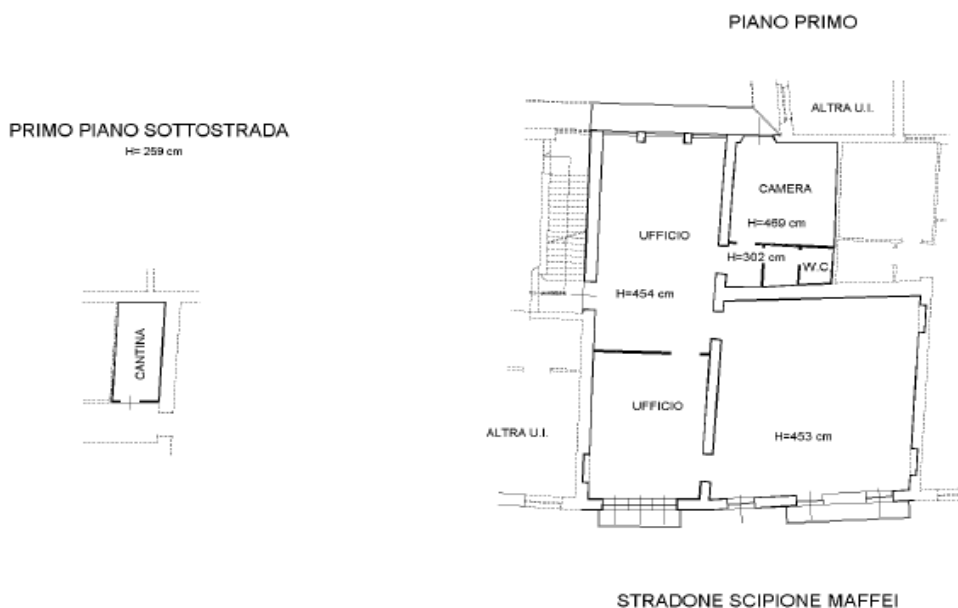 PIANO PRIMO
ALTRA U.I.
PRIMO PIANO SOTTOSTRADA
H= 259 cm
CAMERA
H=469 cm
UFFICIO
H=302 cm
W.C.
H=454 cm
CANTINA
UFFICIO
ALTRA U.I.
H=453 cm
STRADONE SCIPIONE MAFFEI